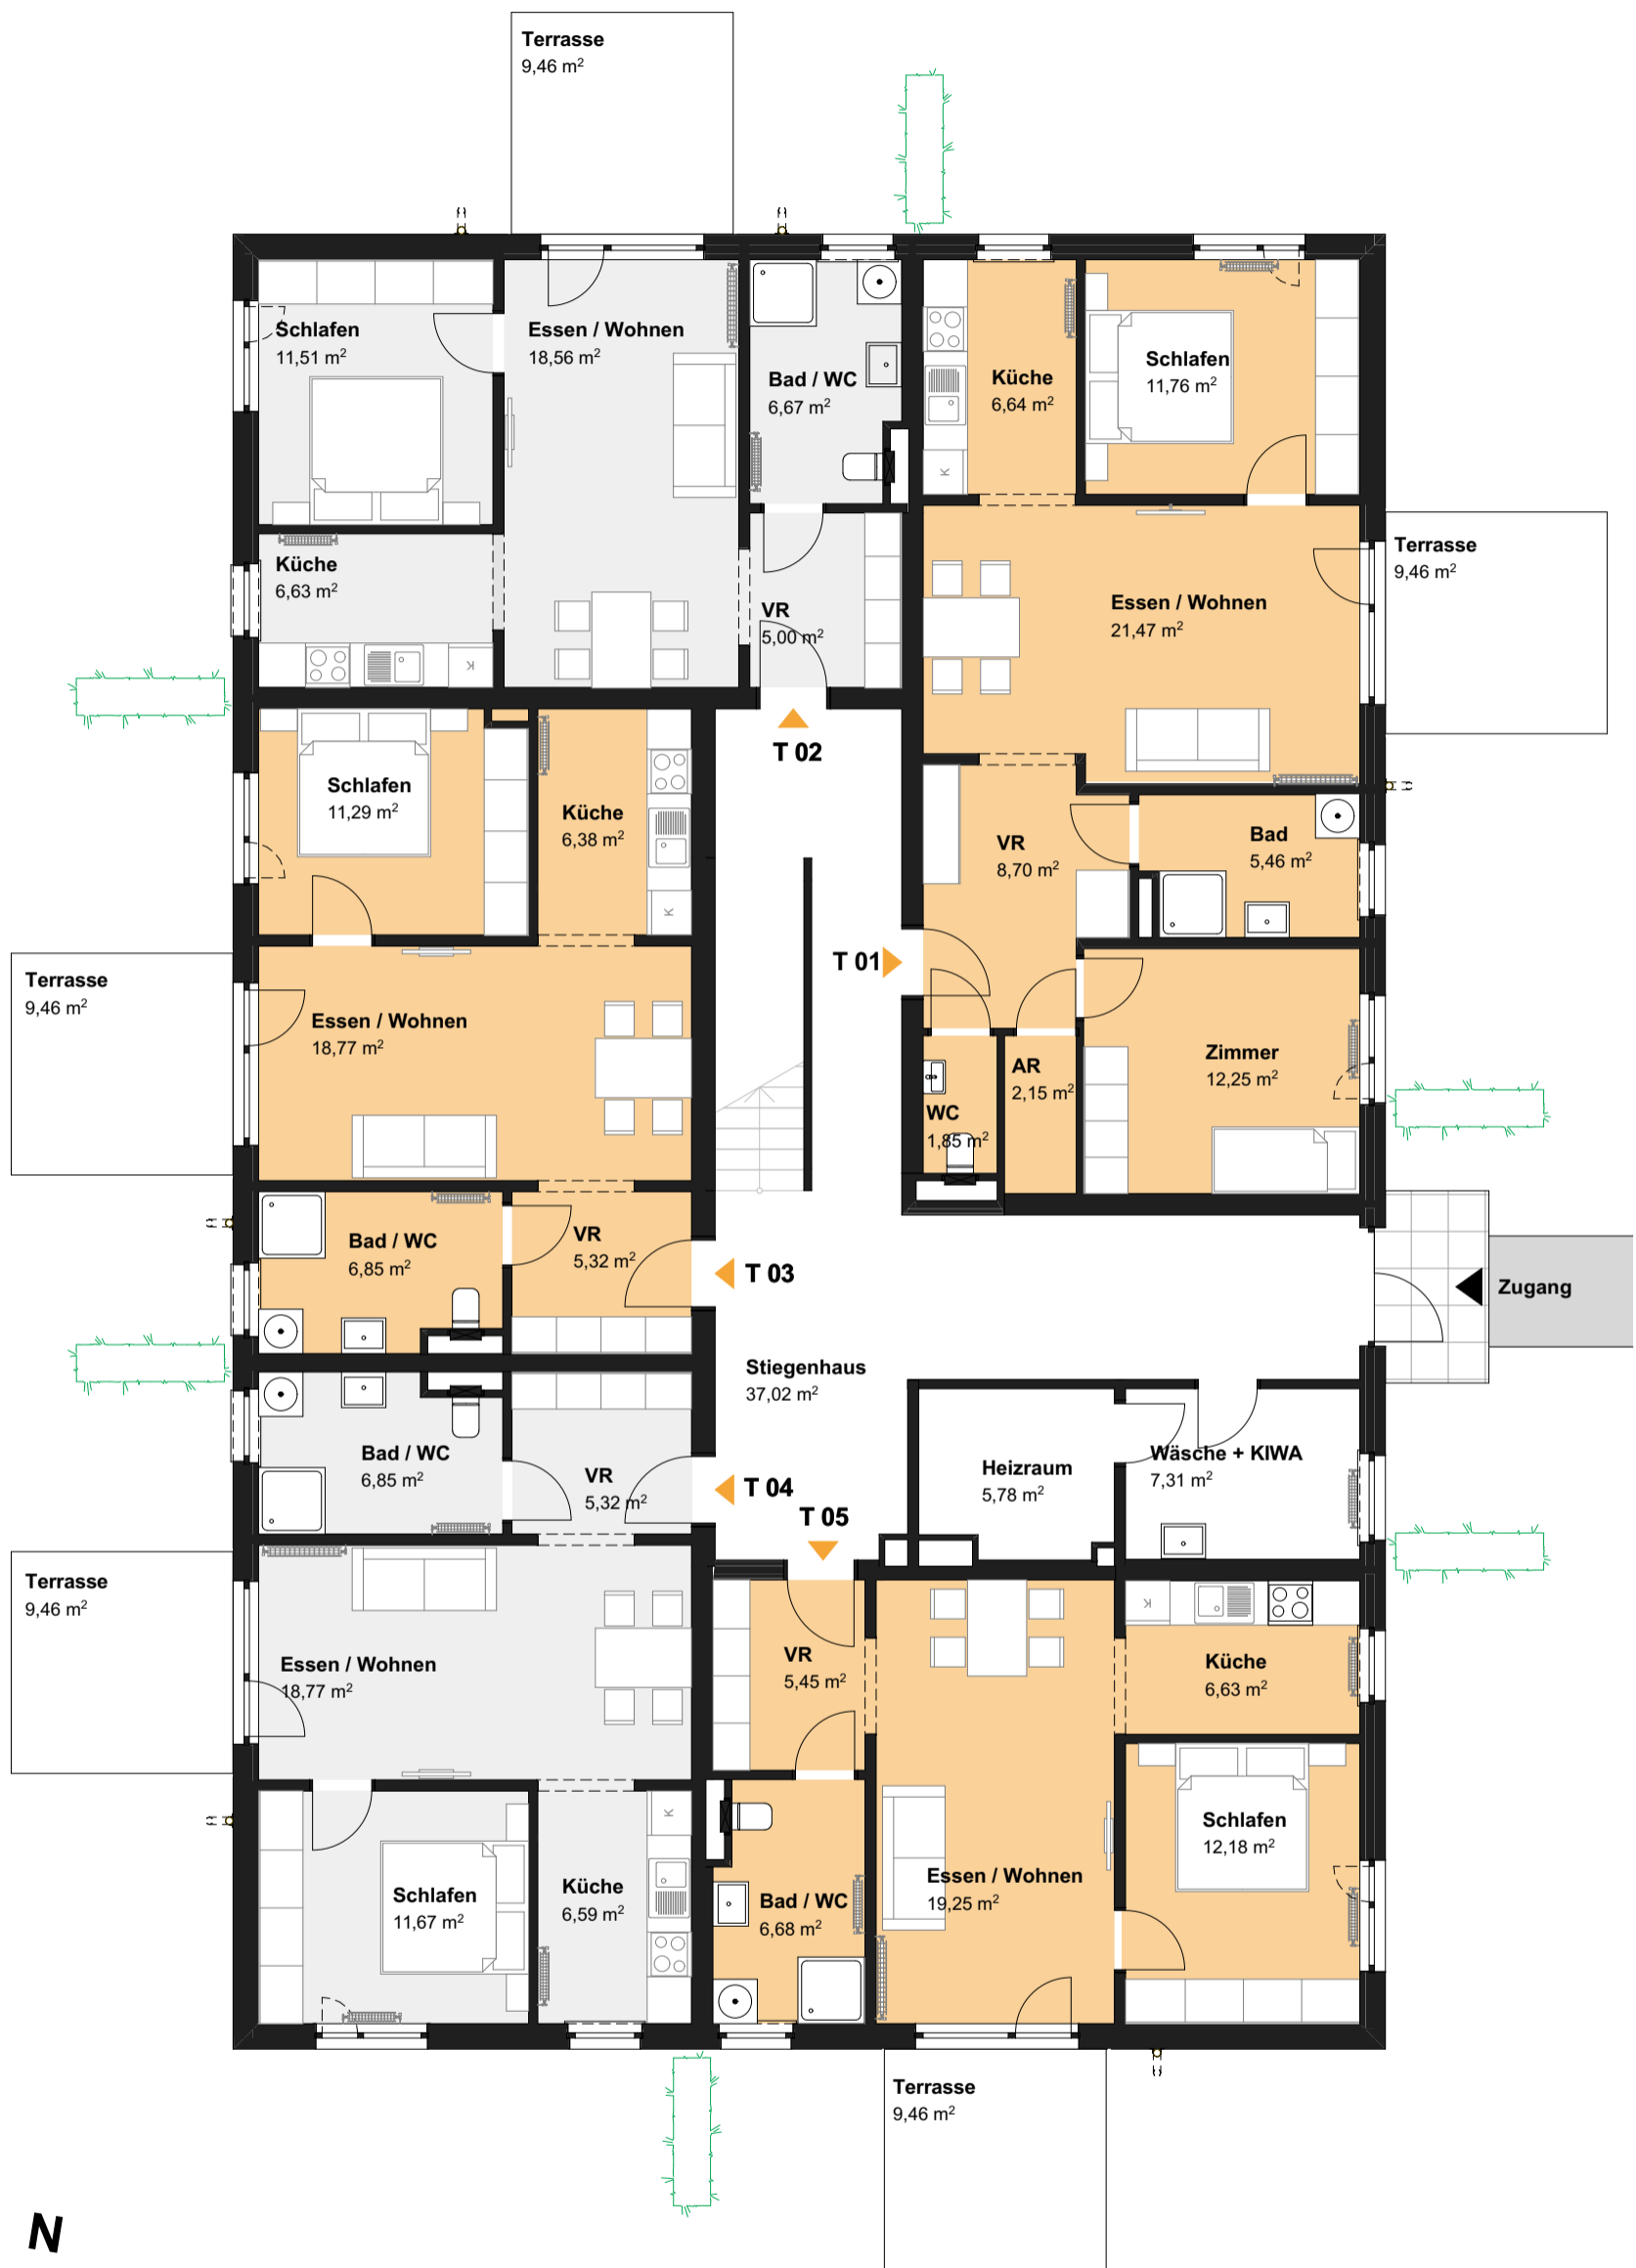 Terrasse
9,46 m²
Schlafen
11,51 m²
Essen / Wohnen
18,56 m²
Bad / WC
6,67 m²
Küche
6,64 m²
Schlafen
11,76 m²
Küche
6,63 m²
K
VR
5,00 m²
K
Essen / Wohnen
21,47 m²
Terrasse
9,46 m²
T 02
Schlafen
11,29 m²
Küche
6,38 m²
K
VR
8,70 m²
Bad
5,46 m²
T 01
Terrasse
9,46 m²
Essen / Wohnen
18,77 m²
WC
1,85 m²
AR
2,15 m²
Zimmer
12,25 m²
Bad / WC
6,85 m²
VR
5,32 m²
T 03
Zugang
Stiegenhaus
37,02 m²
Bad / WC
6,85 m²
VR
5,32 m²
T 04
T 05
Heizraum
5,78 m²
Wäsche + KIWA
7,31 m²
Terrasse
9,46 m²
Essen / Wohnen
18,77 m²
VR
5,45 m²
K
Küche
6,63 m²
Schlafen
11,67 m²
Küche
6,59 m²
K
Bad / WC
6,68 m²
Essen / Wohnen
19,25 m²
Schlafen
12,18 m²
Terrasse
9,46 m²
N